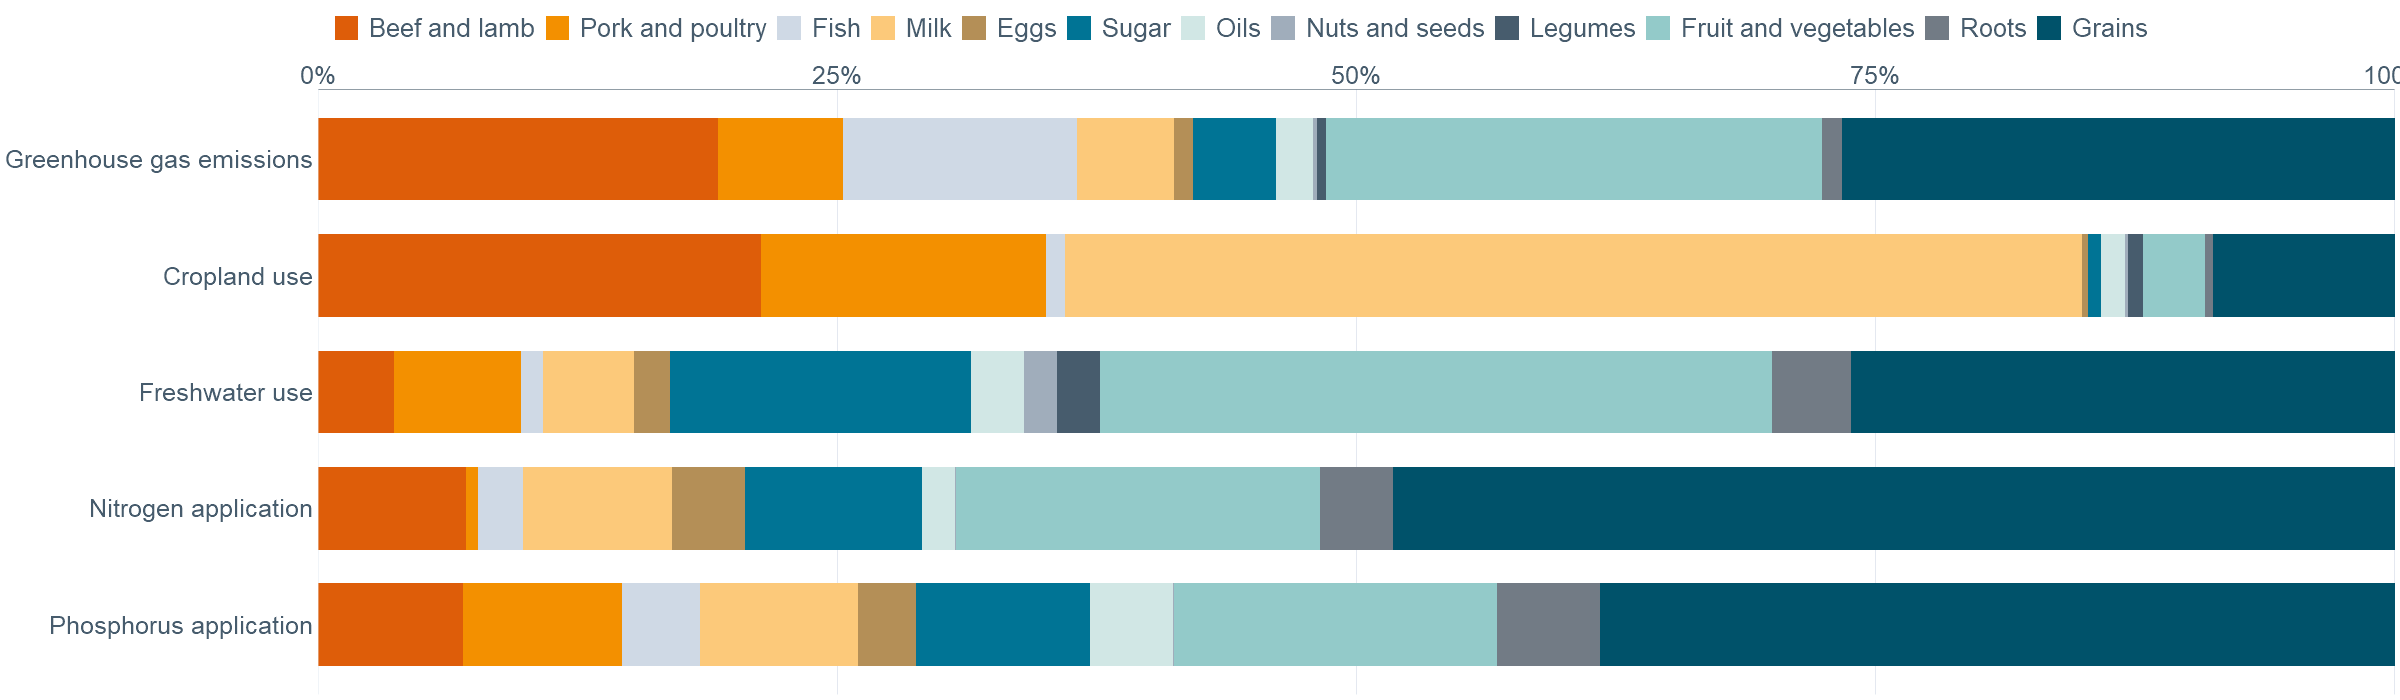 Beef and lamb Pork and poultry Fish Milk Eggs Sugar Oils Nuts and seeds Legumes Fruit and vegetables Roots Grains
0% 25% 50% 75% 100
Greenhouse gas emissions
Cropland use
Freshwater use
Nitrogen application
Phosphorus application